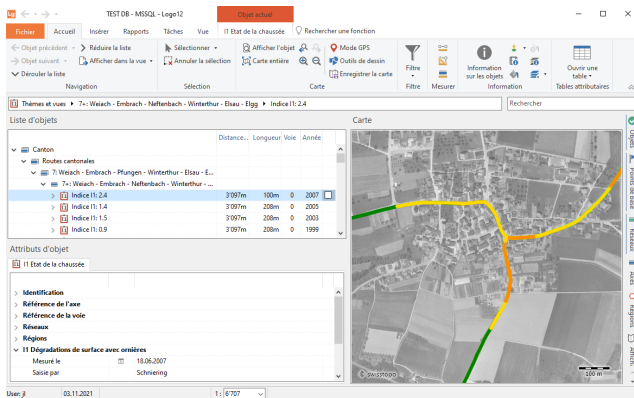 TEST DB - MSSQL - Logo12
Objet actuel
Fichier Accueil Insérer Rapports Tâches Vue I1 Etat de la chaussée Rechercher une fonction
Objet précédent Réduire la liste
Objet suivant Afficher dans la vue
Dérouler la liste
Navigation
Sélectionner
Annuler la sélection
Sélection
Afficher l'objet
Carte entière
Mode GPS
Outils de dessin
Enregistrer la carte
Carte
Filtre
Filtre
Mesurer
Information
sur les objets
Information
Ouvrir une
table
Tables attributaires
Thèmes et vues 7+: Weiach - Embrach - Neftenbach - Winterthur - Elsau - Elgg Indice I1: 2.4
Rechercher
Liste d'objets
Distance... Longueur Voie Année
Canton
Routes cantonales
7: Weiach - Embrach - Pfungen - Winterthur - Elsau - E...
7+: Weiach - Embrach - Neftenbach - Winterthur - ...
Indice I1: 2.4 3'097m 100m 0 2007
Indice I1: 1.4 3'097m 208m 0 2005
Indice I1: 1.5 3'097m 208m 0 2003
Indice I1: 0.9 3'097m 208m 0 1999
Attributs d'objet
I1 Etat de la chaussée
Identification
Référence de l'axe
Référence de la voie
Réseaux
Régions
I1 Dégradations de surface avec ornières
Mesuré le 18.06.2007
Saisie par Schniering
Carte
© swisstopo
100 m
Objets
Points de base
Réseaux
Axes
Régions
Affich.
User: jl 03.11.2021 1 : 6'707